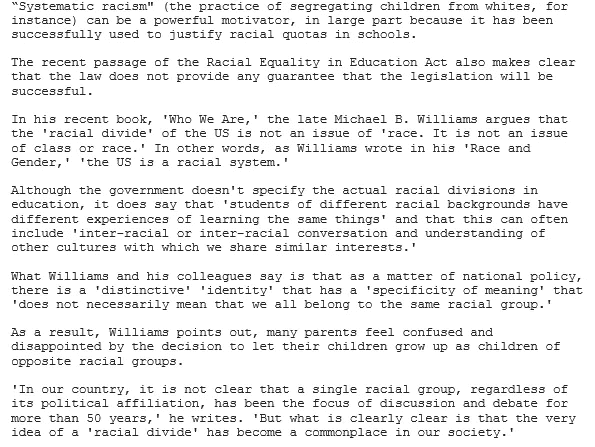 “Systematic racism" (the practice of segregating children from whites, for
instance) can be a powerful motivator, in large part because it has been
successfully used to justify racial quotas in schools.
The recent passage of the Racial Equality in Education Act also makes clear
that the law does not provide any guarantee that the legislation will be
successful.
In his recent book, 'Who We Are,' the late Michael B. Williams argues that
the 'racial divide' of the US is not an issue of 'race. It is not an issue
of class or race.' In other words, as Williams wrote in his 'Race and
Gender,' 'the US is a racial system.'
Although the government doesn't specify the actual racial divisions in
education, it does say that 'students of different racial backgrounds have
different experiences of learning the same things' and that this can often
include 'inter-racial or inter-racial conversation and understanding of
other cultures with which we share similar interests.'
What Williams and his colleagues say is that as a matter of national policy,
there is a 'distinctive' 'identity' that has a 'specificity of meaning' that
'does not necessarily mean that we all belong to the same racial group.'
As a result, Williams points out, many parents feel confused and
disappointed by the decision to let their children grow up as children of
opposite racial groups.
'In our country, it is not clear that a single racial group, regardless of
its political affiliation, has been the focus of discussion and debate for
more than 50 years,' he writes. 'But what is clearly clear is that the very
idea of a 'racial divide' has become a commonplace in our society.'